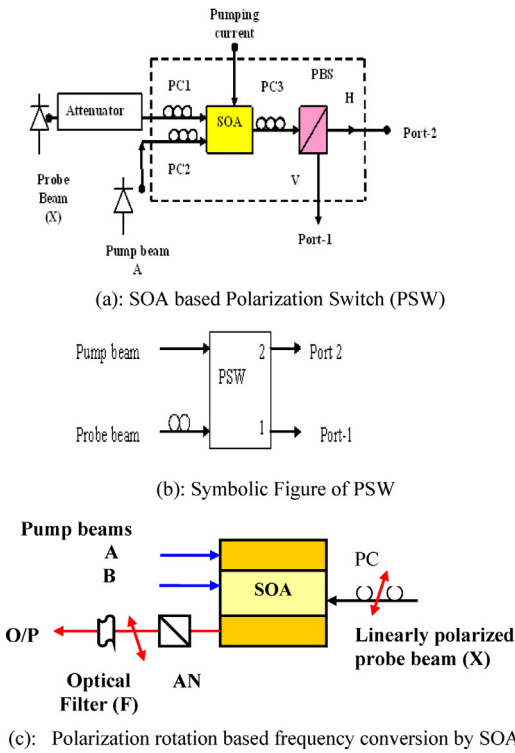 Pumping
current
PC1
PC3
PBS
H
Attenuator
SOA
Port-2
PC2
V
Probe
Beam
(X)
Port-1
Pump beam
A
(a): SOA based Polarization Switch (PSW)
Pump beam
2
Port 2
PSW
Probe beam
1
Port-1
(b): Symbolic Figure of PSW
Pump beams
A
B
SOA
PC
O/P
Linearly polarized
probe beam (X)
Optical
Filter (F)
AN
(c): Polarization rotation based frequency conversion by SOA